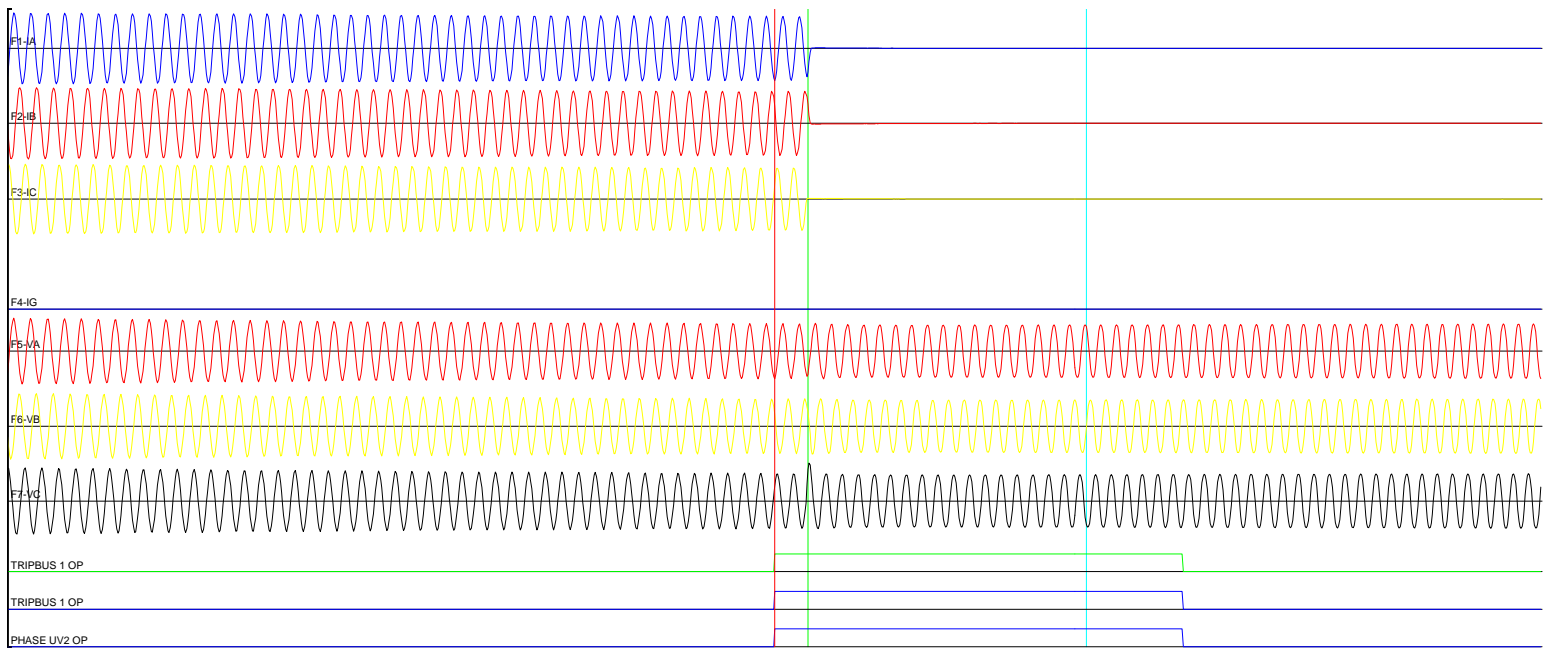 F1-IA
F2-IB
F3-IC
F4-IG
F5-VA
F6-VB
F7-VC
TRIPBUS 1 OP
TRIPBUS 1 OP
PHASE UV2 OP